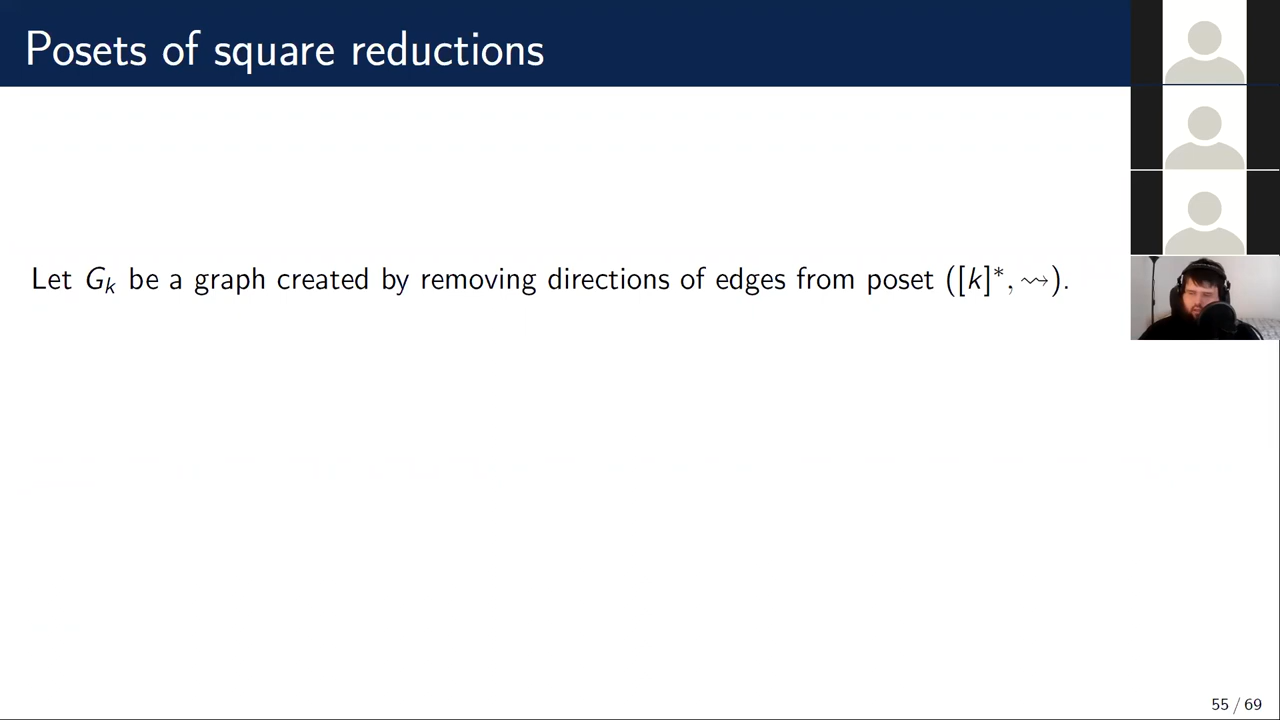 Posets of square reductions
Let G_k be a graph created by removing directions of edges from poset ([k]*, ⇝).
55 / 69